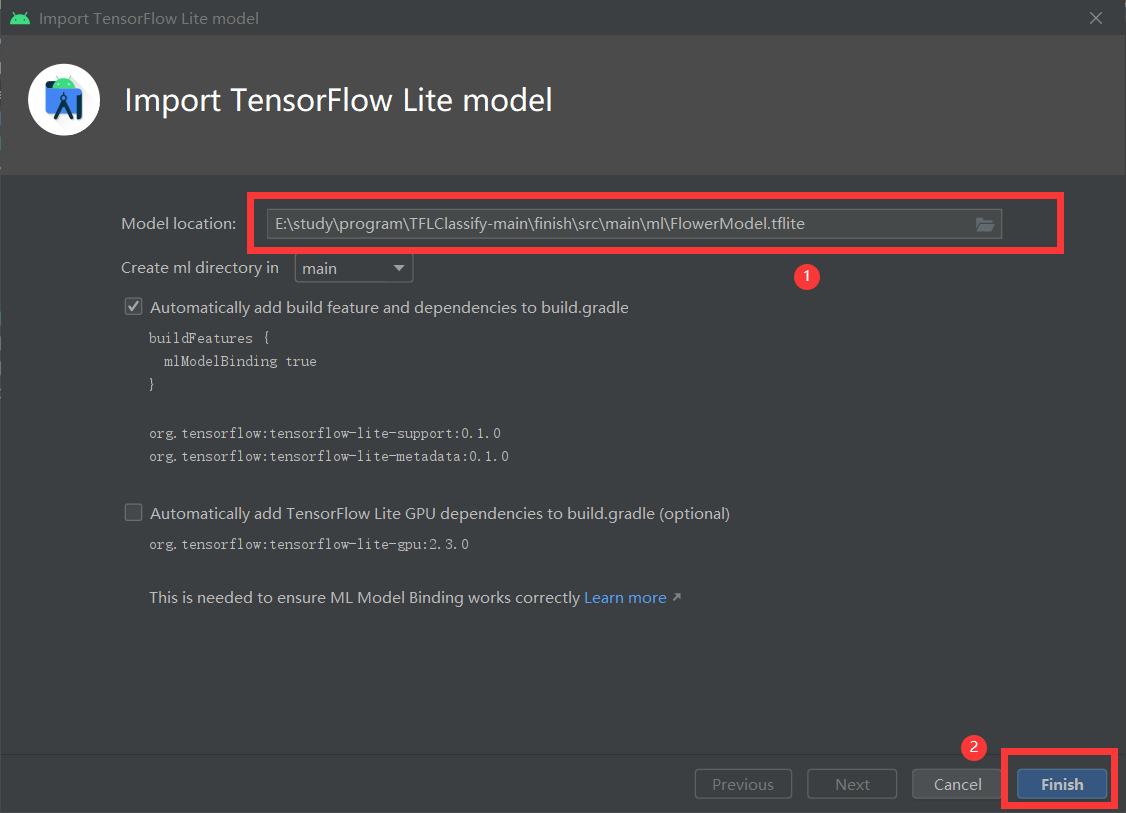 Import TensorFlow Lite model
Import TensorFlow Lite model
Model location: E:\study\program\TFLClassify-main\finish\src\main\ml\FlowerModel.tflite
Create ml directory in main
1
Automatically add build feature and dependencies to build.gradle
buildFeatures {
mlModelBinding true
}
org.tensorflow:tensorflow-lite-support:0.1.0
org.tensorflow:tensorflow-lite-metadata:0.1.0
Automatically add TensorFlow Lite GPU dependencies to build.gradle (optional)
org.tensorflow:tensorflow-lite-gpu:2.3.0
This is needed to ensure ML Model Binding works correctly Learn more
2
Previous Next Cancel Finish